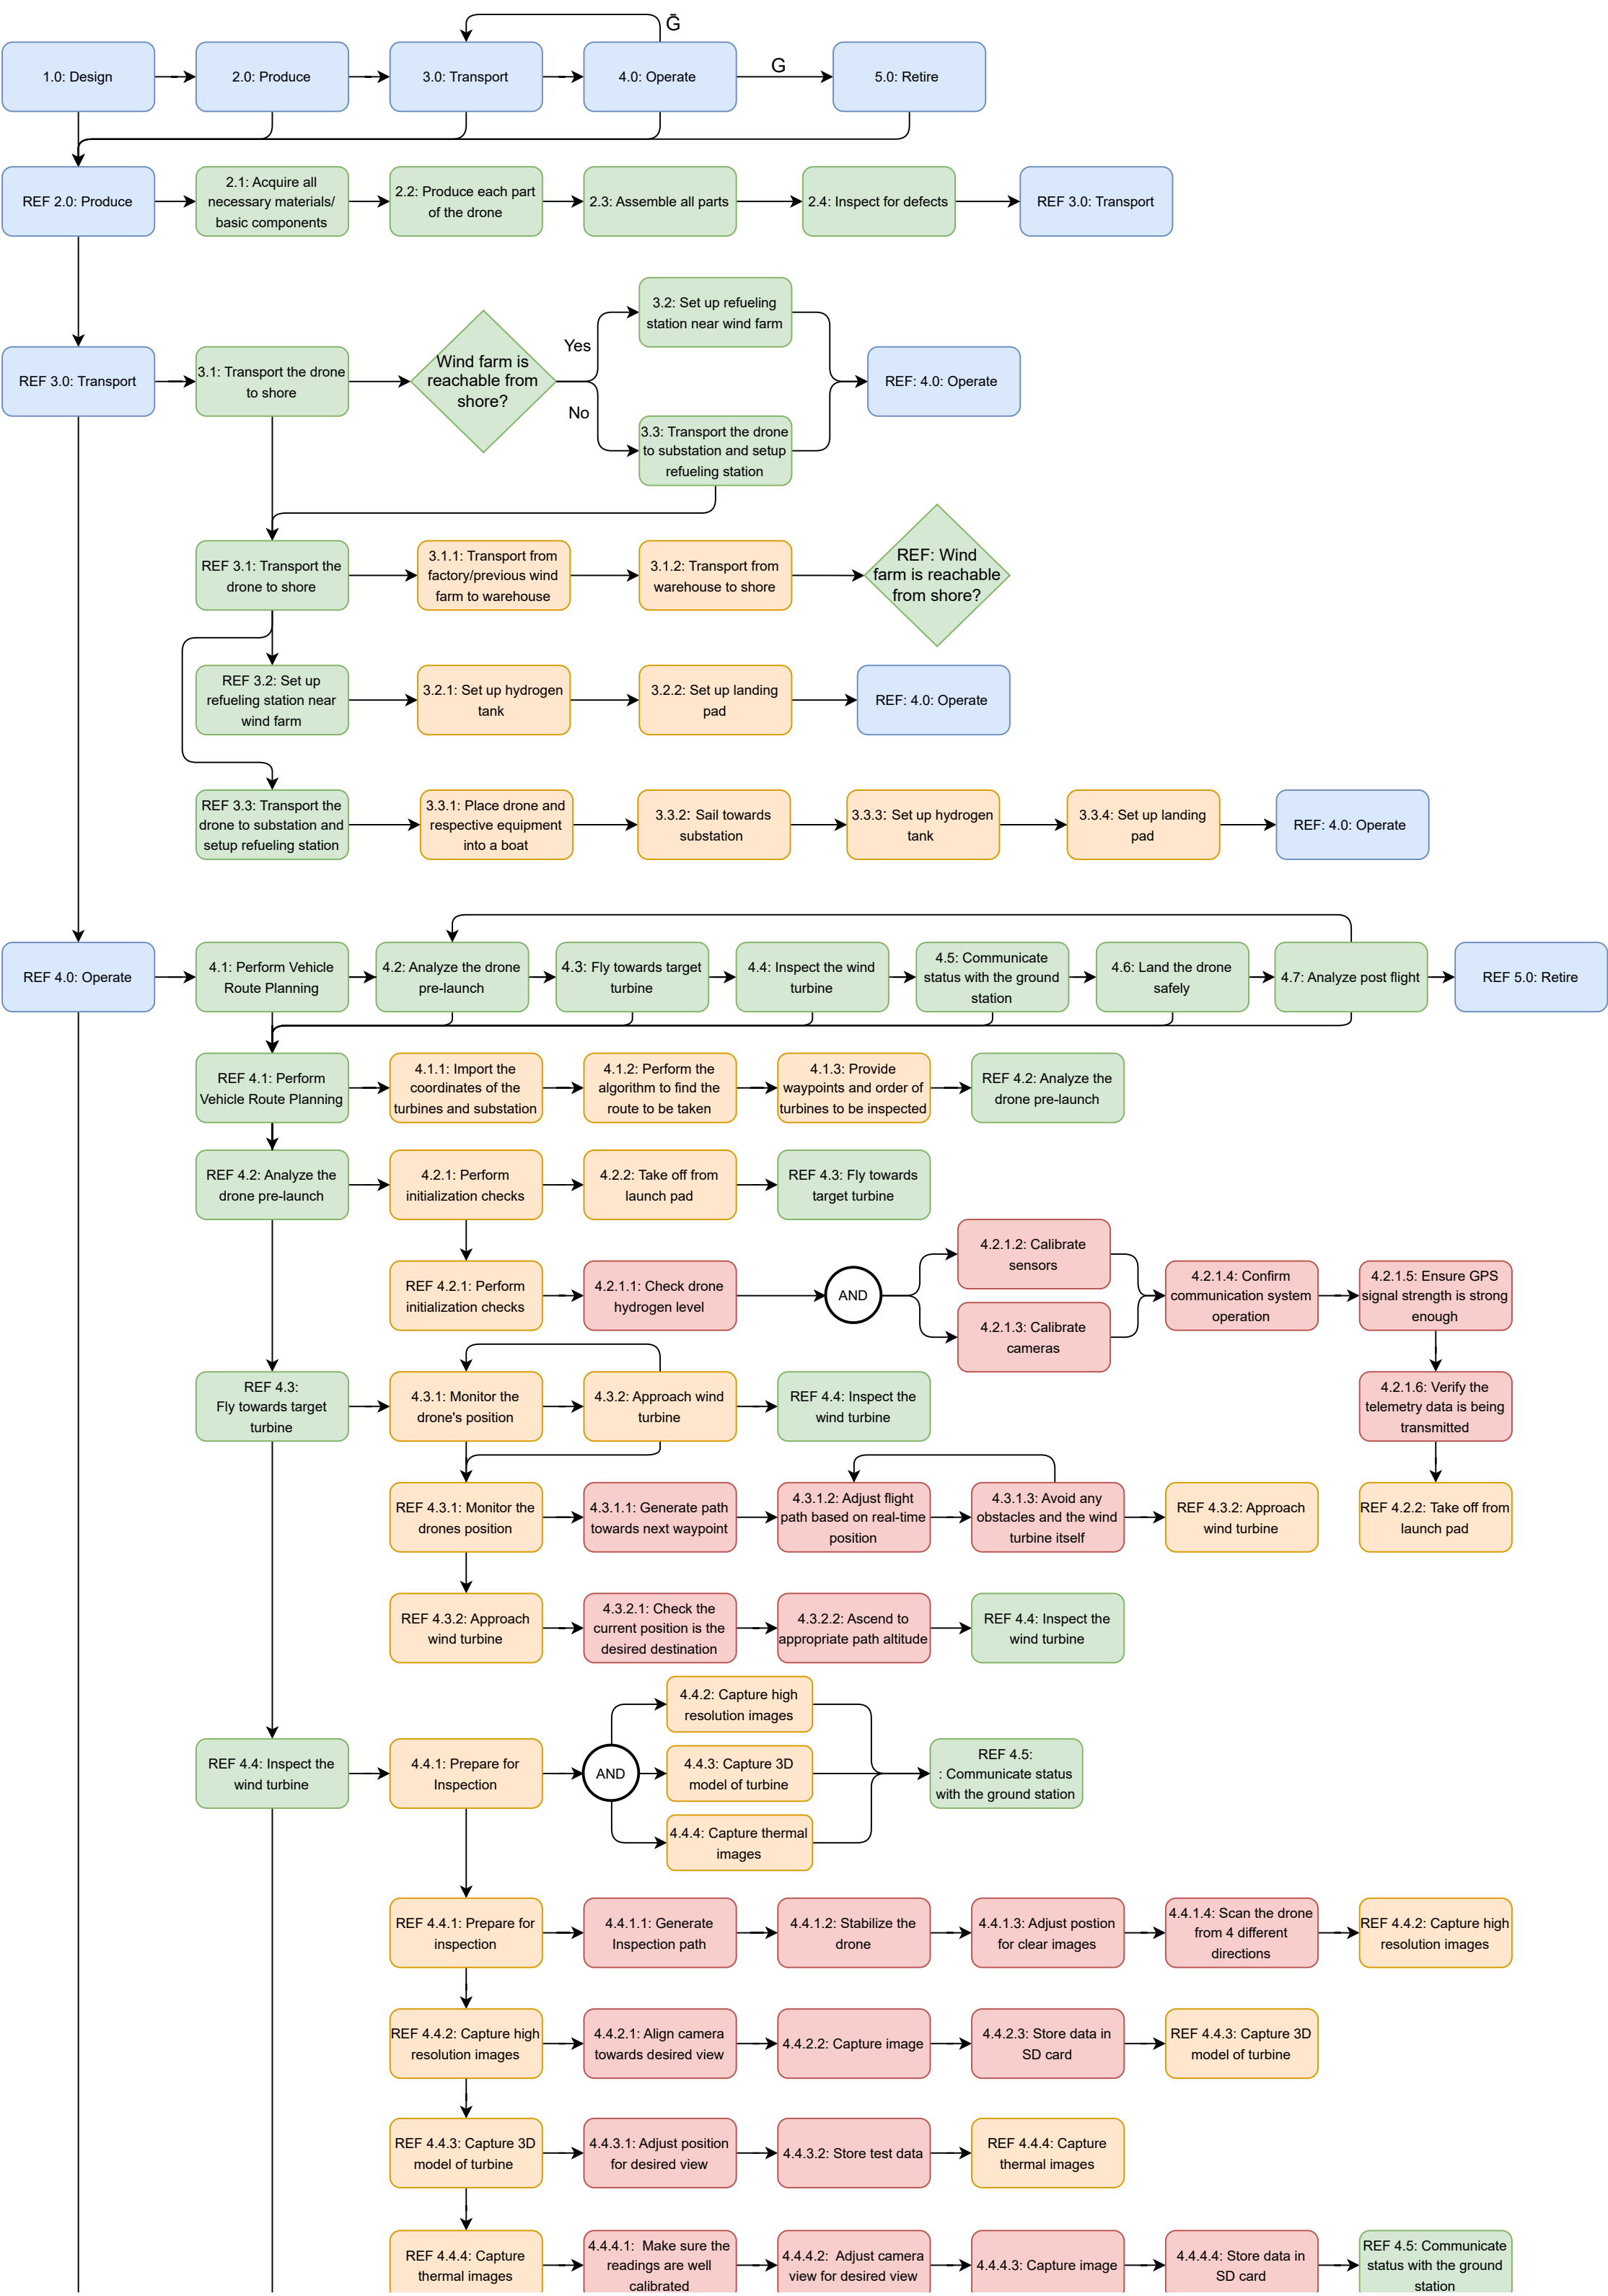 Ḡ
1.0: Design
2.0: Produce
3.0: Transport
4.0: Operate
G
5.0: Retire
REF 2.0: Produce
2.1: Acquire all
necessary materials/
basic components
2.2: Produce each part
of the drone
2.3: Assemble all parts
2.4: Inspect for defects
REF 3.0: Transport
REF 3.0: Transport
3.1: Transport the drone
to shore
Wind farm is
reachable from
shore?
Yes
No
3.2: Set up refueling
station near wind farm
3.3: Transport the drone
to substation and setup
refueling station
REF: 4.0: Operate
REF 3.1: Transport the
drone to shore
3.1.1: Transport from
factory/previous wind
farm to warehouse
3.1.2: Transport from
warehouse to shore
REF: Wind
farm is reachable
from shore?
REF 3.2: Set up
refueling station near
wind farm
3.2.1: Set up hydrogen
tank
3.2.2: Set up landing
pad
REF: 4.0: Operate
REF 3.3: Transport the
drone to substation and
setup refueling station
3.3.1: Place drone and
respective equipment
into a boat
3.3.2: Sail towards
substation
3.3.3: Set up hydrogen
tank
3.3.4: Set up landing
pad
REF: 4.0: Operate
REF 4.0: Operate
4.1: Perform Vehicle
Route Planning
4.2: Analyze the drone
pre-launch
4.3: Fly towards target
turbine
4.4: Inspect the wind
turbine
4.5: Communicate
status with the ground
station
4.6: Land the drone
safely
4.7: Analyze post flight
REF 5.0: Retire
REF 4.1: Perform
Vehicle Route Planning
4.1.1: Import the
coordinates of the
turbines and substation
4.1.2: Perform the
algorithm to find the
route to be taken
4.1.3: Provide
waypoints and order of
turbines to be inspected
REF 4.2: Analyze the
drone pre-launch
REF 4.2: Analyze the
drone pre-launch
4.2.1: Perform
initialization checks
4.2.2: Take off from
launch pad
REF 4.3: Fly towards
target turbine
REF 4.2.1: Perform
initialization checks
4.2.1.1: Check drone
hydrogen level
AND
4.2.1.2: Calibrate
sensors
4.2.1.3: Calibrate
cameras
4.2.1.4: Confirm
communication system
operation
4.2.1.5: Ensure GPS
signal strength is strong
enough
4.2.1.6: Verify the
telemetry data is being
transmitted
REF 4.2.2: Take off from
launch pad
REF 4.3:
Fly towards target
turbine
4.3.1: Monitor the
drone's position
4.3.2: Approach wind
turbine
REF 4.4: Inspect the
wind turbine
REF 4.3.1: Monitor the
drones position
4.3.1.1: Generate path
towards next waypoint
4.3.1.2: Adjust flight
path based on real-time
position
4.3.1.3: Avoid any
obstacles and the wind
turbine itself
REF 4.3.2: Approach
wind turbine
REF 4.3.2: Approach
wind turbine
4.3.2.1: Check the
current position is the
desired destination
4.3.2.2: Ascend to
appropriate path altitude
REF 4.4: Inspect the
wind turbine
REF 4.4: Inspect the
wind turbine
4.4.1: Prepare for
Inspection
AND
4.4.2: Capture high
resolution images
4.4.3: Capture 3D
model of turbine
4.4.4: Capture thermal
images
REF 4.5:
: Communicate status
with the ground station
REF 4.4.1: Prepare for
inspection
4.4.1.1: Generate
Inspection path
4.4.1.2: Stabilize the
drone
4.4.1.3: Adjust postion
for clear images
4.4.1.4: Scan the drone
from 4 different
directions
REF 4.4.2: Capture high
resolution images
REF 4.4.2: Capture high
resolution images
4.4.2.1: Align camera
towards desired view
4.4.2.2: Capture image
4.4.2.3: Store data in
SD card
REF 4.4.3: Capture 3D
model of turbine
REF 4.4.3: Capture 3D
model of turbine
4.4.3.1: Adjust position
for desired view
4.4.3.2: Store test data
REF 4.4.4: Capture
thermal images
REF 4.4.4: Capture
thermal images
4.4.4.1: Make sure the
readings are well
calibrated
4.4.4.2: Adjust camera
view for desired view
4.4.4.3: Capture image
4.4.4.4: Store data in
SD card
REF 4.5: Communicate
status with the ground
station